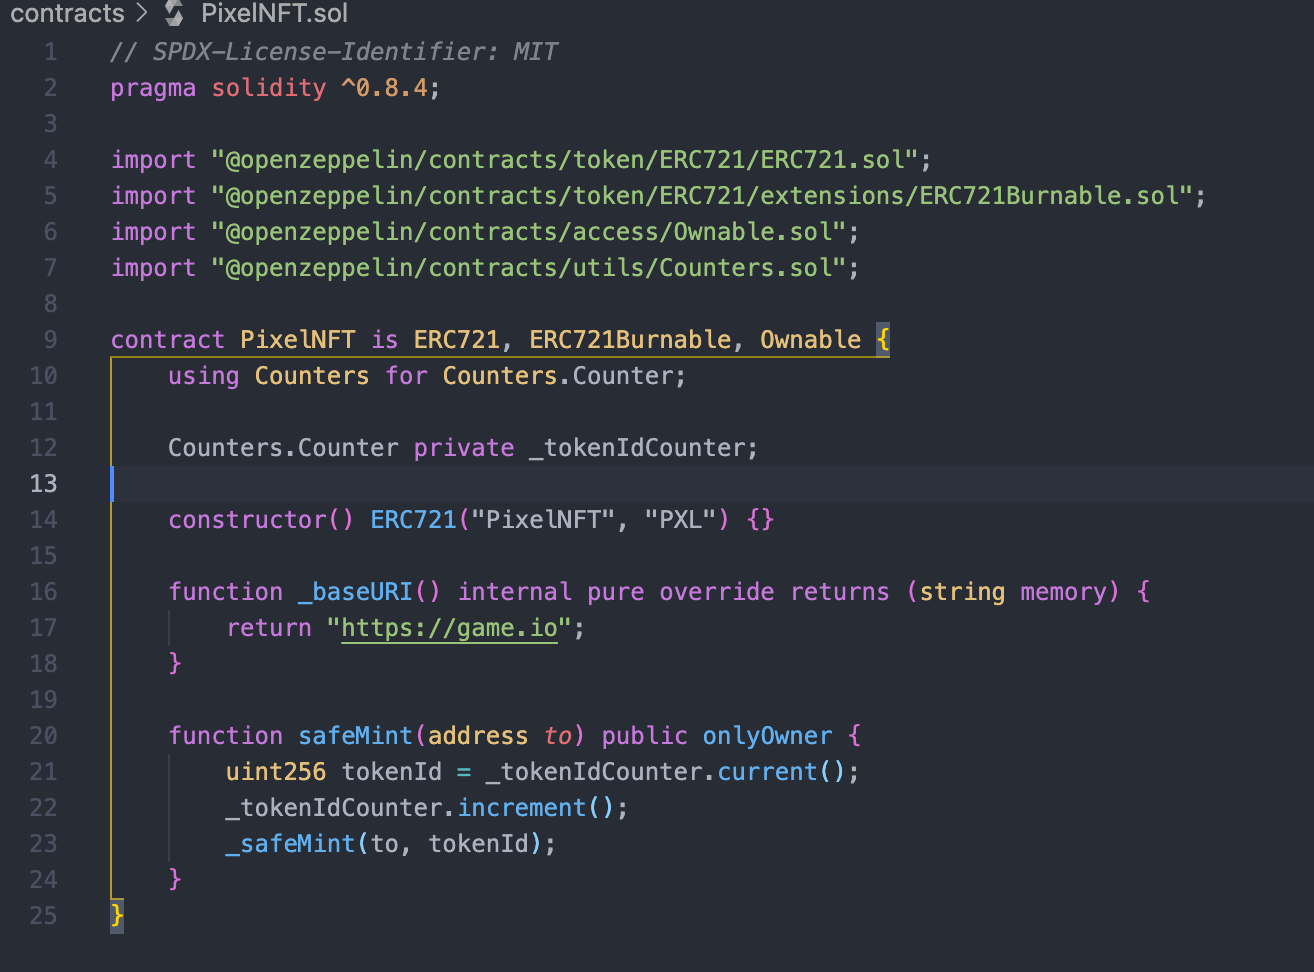 contracts > PixelNFT.sol
1 // SPDX-License-Identifier: MIT
2 pragma solidity ^0.8.4;
3
4 import "@openzeppelin/contracts/token/ERC721/ERC721.sol";
5 import "@openzeppelin/contracts/token/ERC721/extensions/ERC721Burnable.sol";
6 import "@openzeppelin/contracts/access/Ownable.sol";
7 import "@openzeppelin/contracts/utils/Counters.sol";
8
9 contract PixelNFT is ERC721, ERC721Burnable, Ownable {
10     using Counters for Counters.Counter;
11
12     Counters.Counter private _tokenIdCounter;
13
14     constructor() ERC721("PixelNFT", "PXL") {}
15
16     function _baseURI() internal pure override returns (string memory) {
17         return "https://game.io";
18     }
19
20     function safeMint(address to) public onlyOwner {
21         uint256 tokenId = _tokenIdCounter.current();
22         _tokenIdCounter.increment();
23         _safeMint(to, tokenId);
24     }
25 }